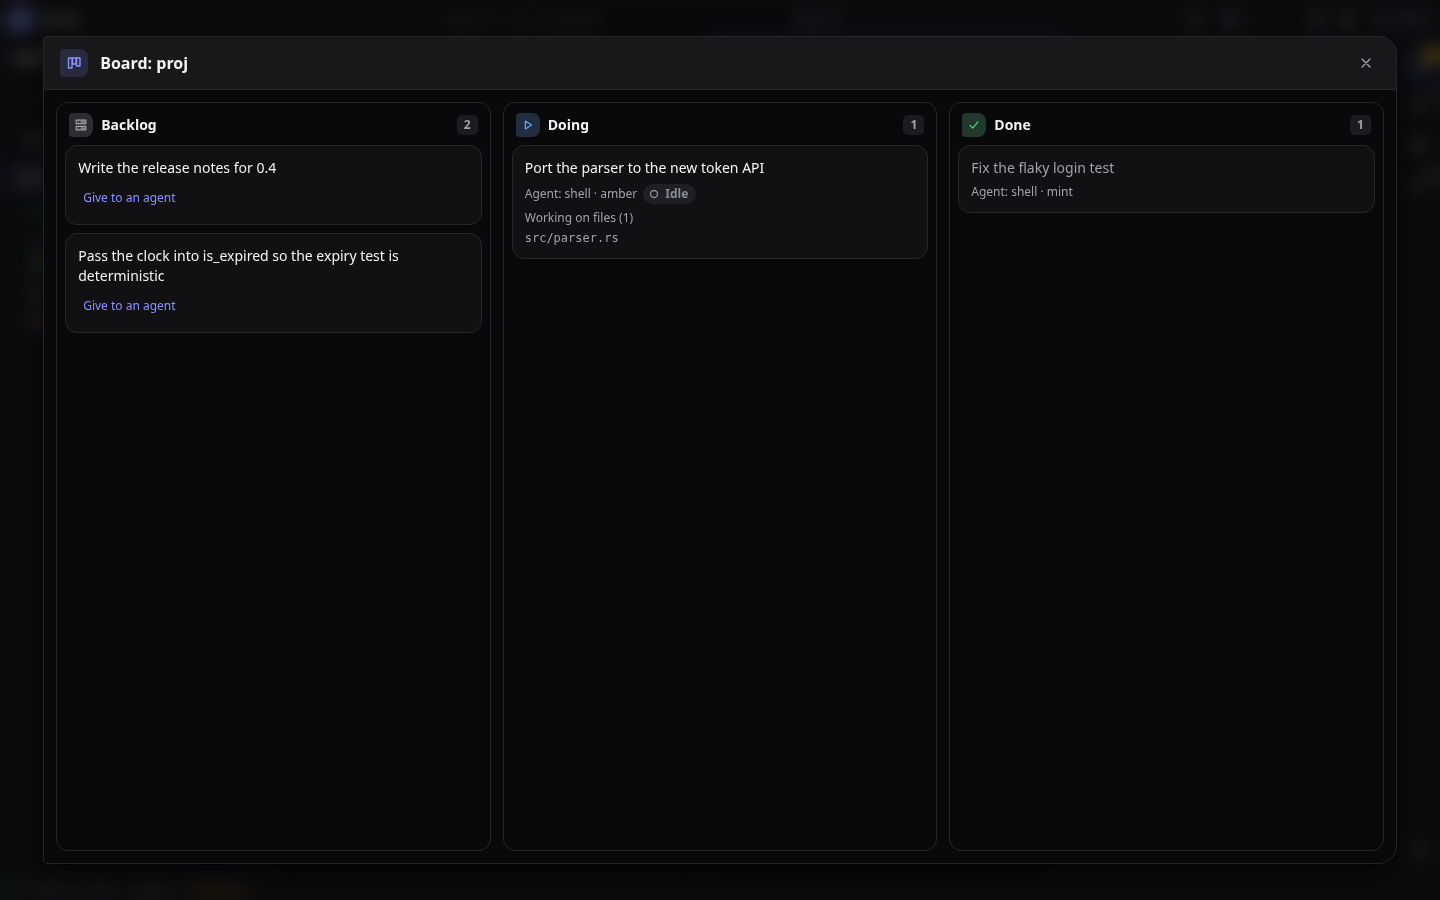 Board: proj
Backlog
2
Write the release notes for 0.4
Give to an agent
Pass the clock into is_expired so the expiry test is
deterministic
Give to an agent
Doing
1
Port the parser to the new token API
Agent: shell · amber
Idle
Working on files (1)
src/parser.rs
Done
1
Fix the flaky login test
Agent: shell · mint